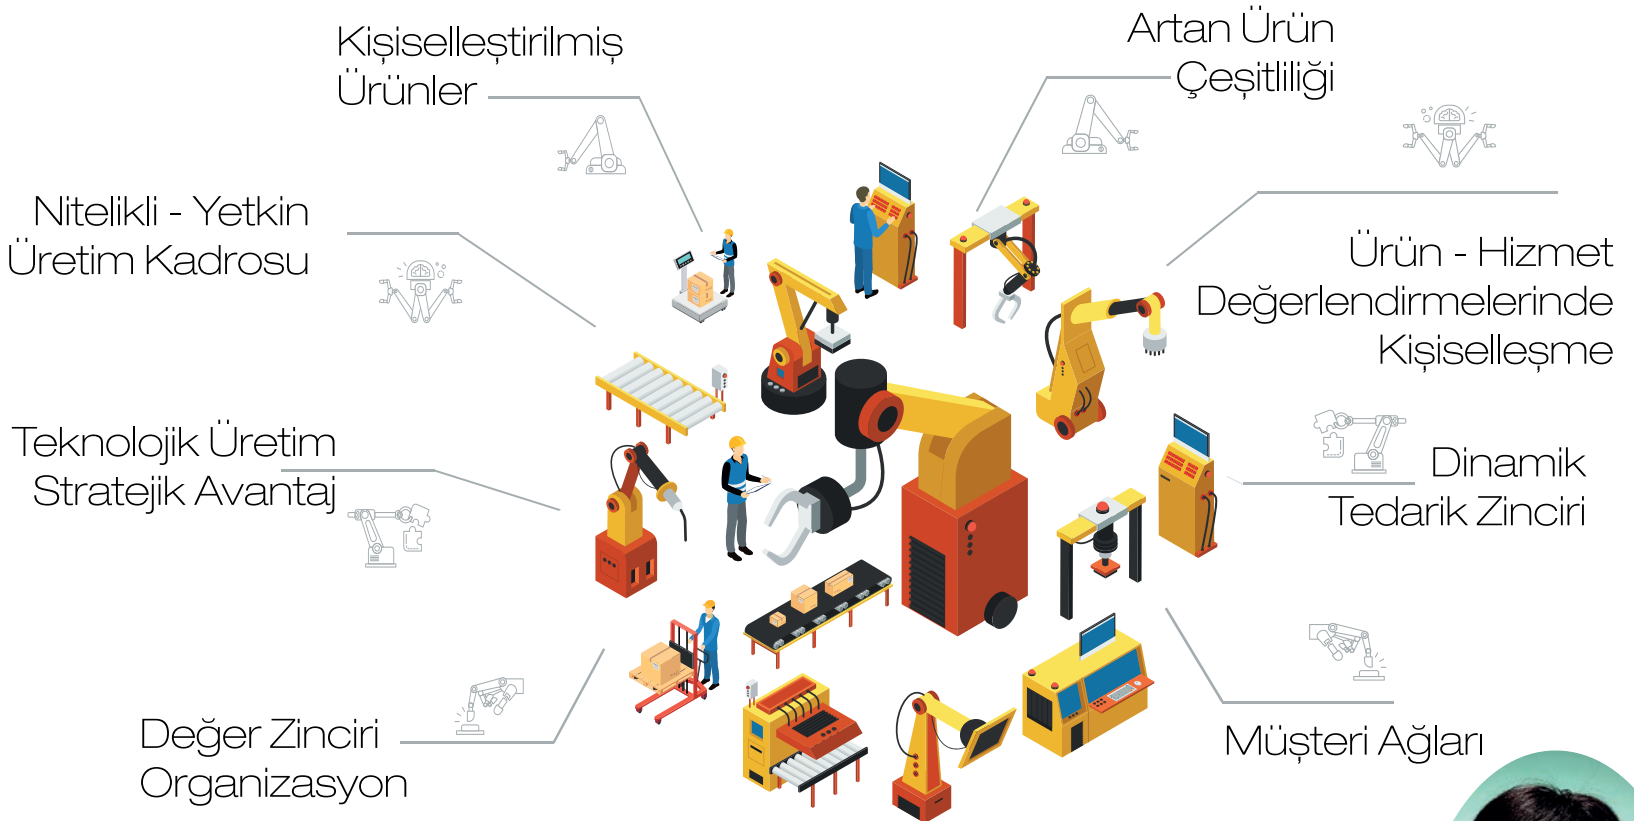 Kişiselleştirilmiş
Ürünler
Artan Ürün
Çeşitliliği
Nitelikli - Yetkin
Üretim Kadrosu
Ürün - Hizmet
Değerlendirmelerinde
Kişiselleşme
Teknolojik Üretim
Stratejik Avantaj
Dinamik
Tedarik Zinciri
Değer Zinciri
Organizasyon
Müşteri Ağları